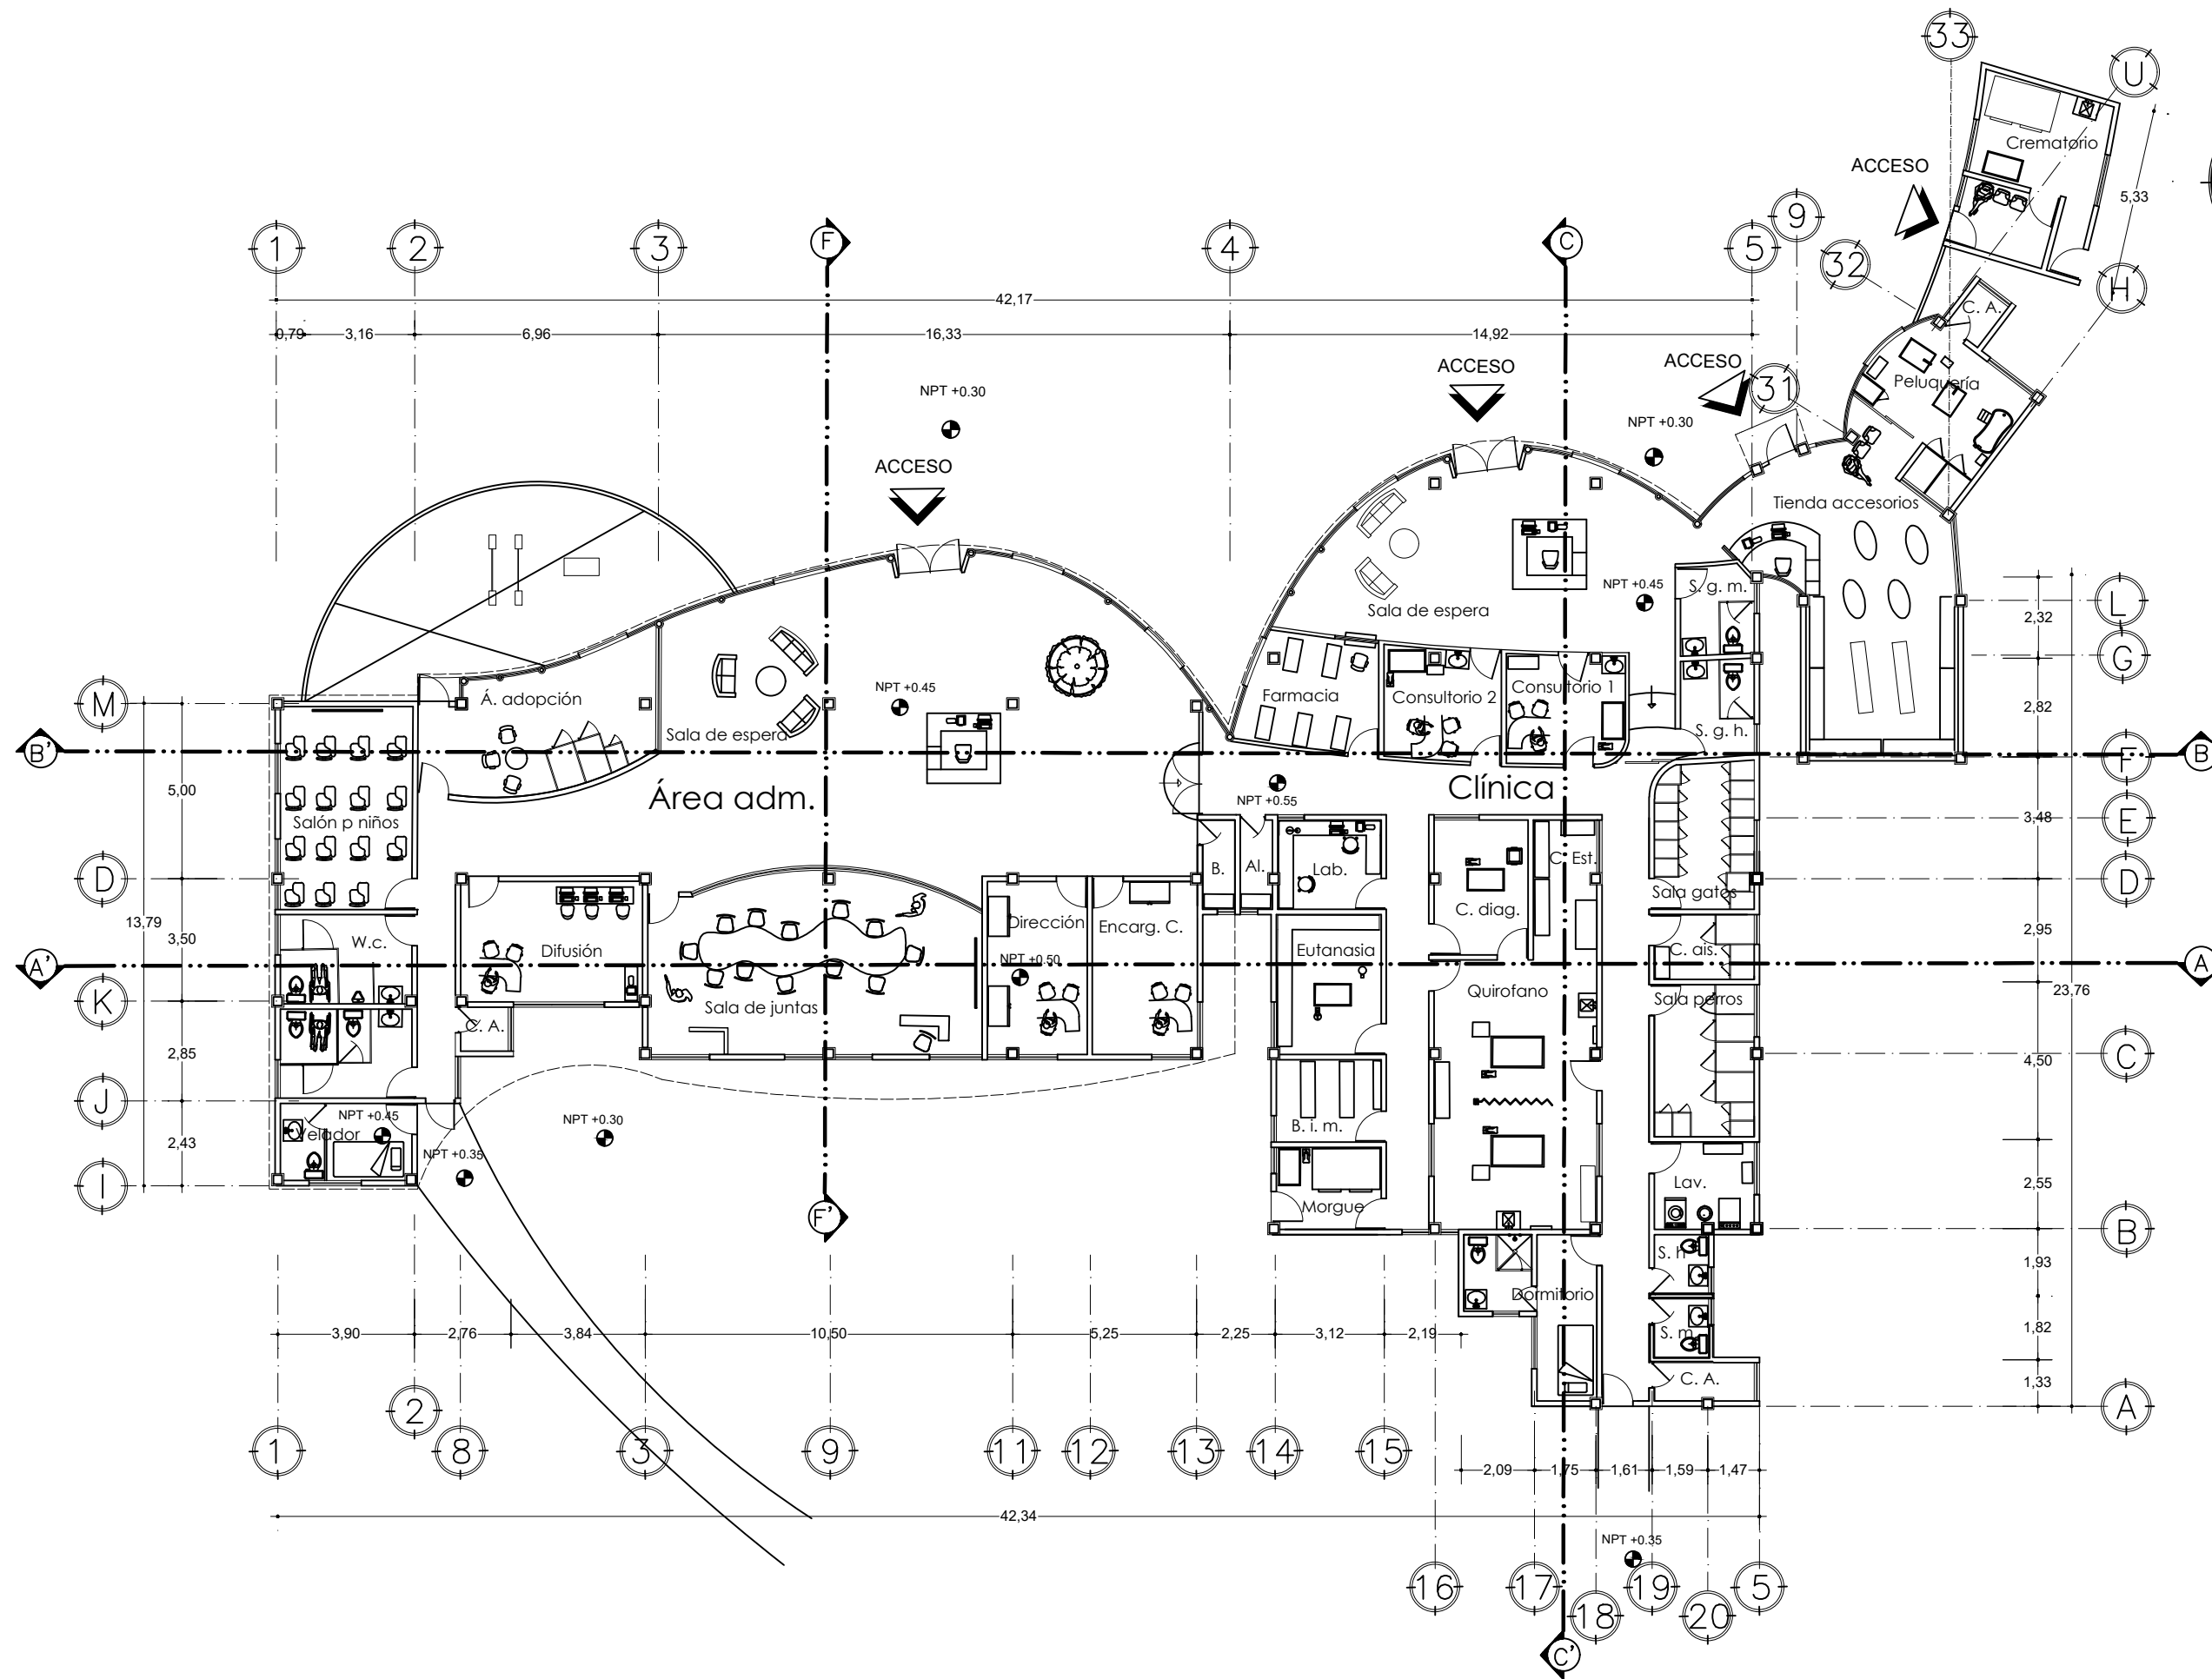 33
U
Crematorio
ACCESO
5,33
9
1
2
3
F
4
C
5
32
H
42,17
C. A.
0,79
3,16
6,96
16,33
14,92
ACCESO
ACCESO
31
Peluquería
NPT +0.30
NPT +0.30
ACCESO
Tienda accesorios
NPT +0.45
S. g. m.
L
Sala de espera
2,32
G
M
Á. adopción
NPT +0.45
Farmacia
Consultorio 2
Consultorio 1
2,82
Sala de espera
S. g. h.
B'
B
F
5,00
Área adm.
NPT +0.55
Clínica
Salón p niños
3,48
E
D
B.
Al.
Lab.
C. Est.
Sala gatos
D
13,79
3,50
W.c.
Difusión
Dirección
Encarg. C.
C. diag.
2,95
Eutanasia
C. ais.
A'
NPT +0.50
A
K
Sala de juntas
Quirofano
Sala perros
23,76
C. A.
2,85
4,50
C
J
NPT +0.45
NPT +0.30
B. i. m.
2,43
Velador
NPT +0.35
I
Lav.
2,55
F'
Morgue
B
S. h
1,93
Dormitorio
3,90
2,76
3,84
10,50
5,25
2,25
3,12
2,19
S. m
1,82
C. A.
1,33
A
2
1
8
3
9
11
12
13
14
15
2,09
1,75
1,61
1,59
1,47
42,34
NPT +0.35
16
17
18
19
20
5
C'